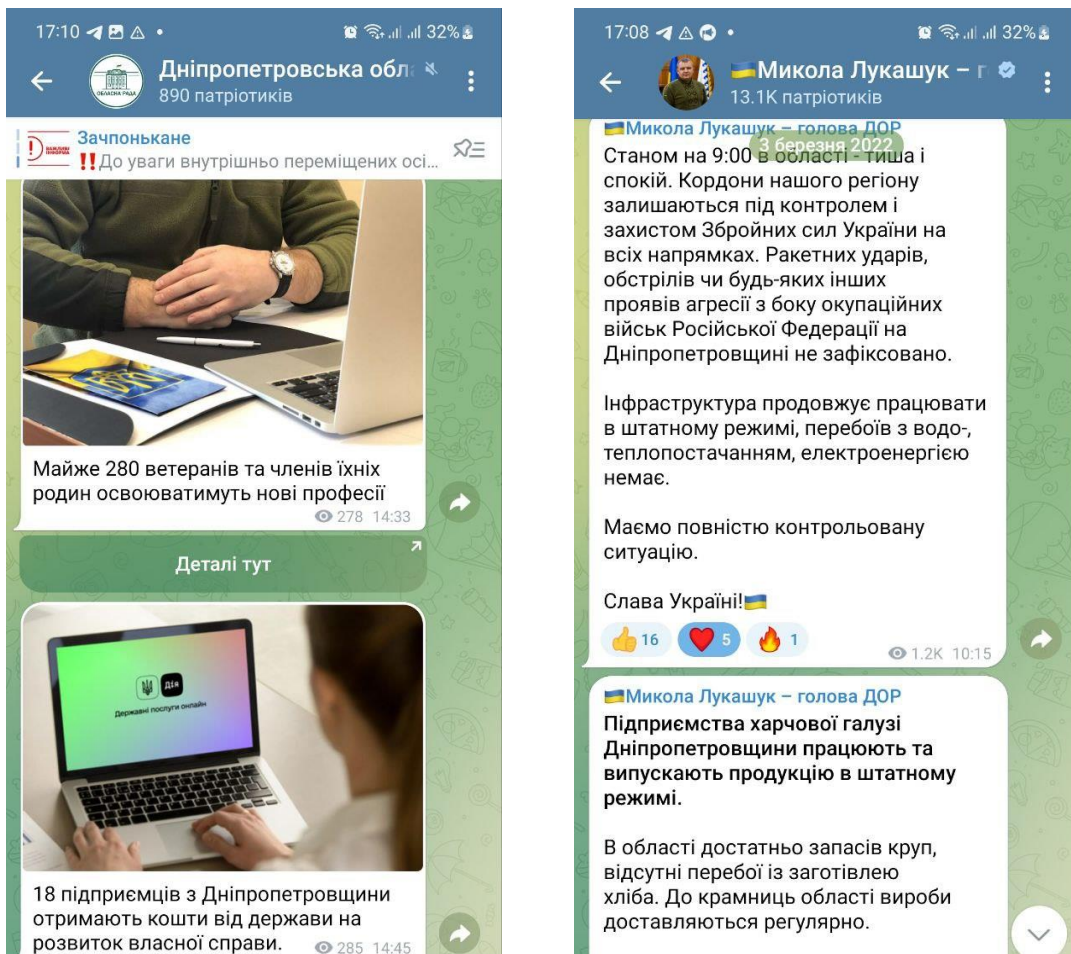 17:10
32%
Дніпропетровська обл
890 патріотиків
ОБЛАСНА РАДА
Зачпонькане
‼️До уваги внутрішньо переміщених осі...
Майже 280 ветеранів та членів їхніх
родин освоюватимуть нові професії
278 14:33
Деталі тут
Дія
Державні послуги онлайн
18 підприємців з Дніпропетровщини
отримають кошти від держави на
розвиток власної справи.
285 14:45
17:08
32%
🇺🇦Микола Лукашук – г
13.1K патріотиків
🇺🇦Микола Лукашук – голова ДОР
3 березня 2022
Станом на 9:00 в області - тиша і
спокій. Кордони нашого регіону
залишаються під контролем і
захистом Збройних сил України на
всіх напрямках. Ракетних ударів,
обстрілів чи будь-яких інших
проявів агресії з боку окупаційних
військ Російської Федерації на
Дніпропетровщині не зафіксовано.
Інфраструктура продовжує працювати
в штатному режимі, перебоїв з водо-,
теплопостачанням, електроенергією
немає.
Маємо повністю контрольовану
ситуацію.
Слава Україні!🇺🇦
👍 16 ❤️ 5 🔥 1
1.2K 10:15
🇺🇦Микола Лукашук – голова ДОР
Підприємства харчової галузі
Дніпропетровщини працюють та
випускають продукцію в штатному
режимі.
В області достатньо запасів круп,
відсутні перебої із заготівлею
хліба. До крамниць області вироби
доставляються регулярно.